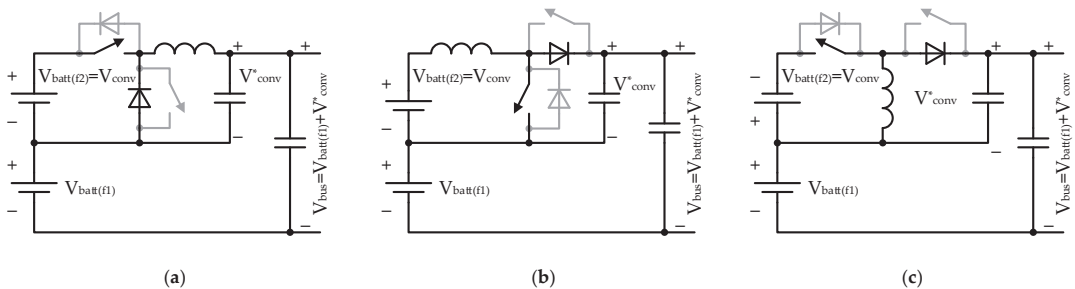 +
+
V_batt(f2)=V_conv
V*_conv
−
−
+
V_batt(f1)
−
−
V_bus=V_batt(f1)+V*_conv
(a)
+
+
V_batt(f2)=V_conv
+
V*_conv
−
−
+
V_batt(f1)
−
−
V_bus=V_batt(f1)+V*_conv
(b)
+
+
−
V_batt(f2)=V_conv
V*_conv
+
−
+
V_batt(f1)
−
−
V_bus=V_batt(f1)+V*_conv
(c)